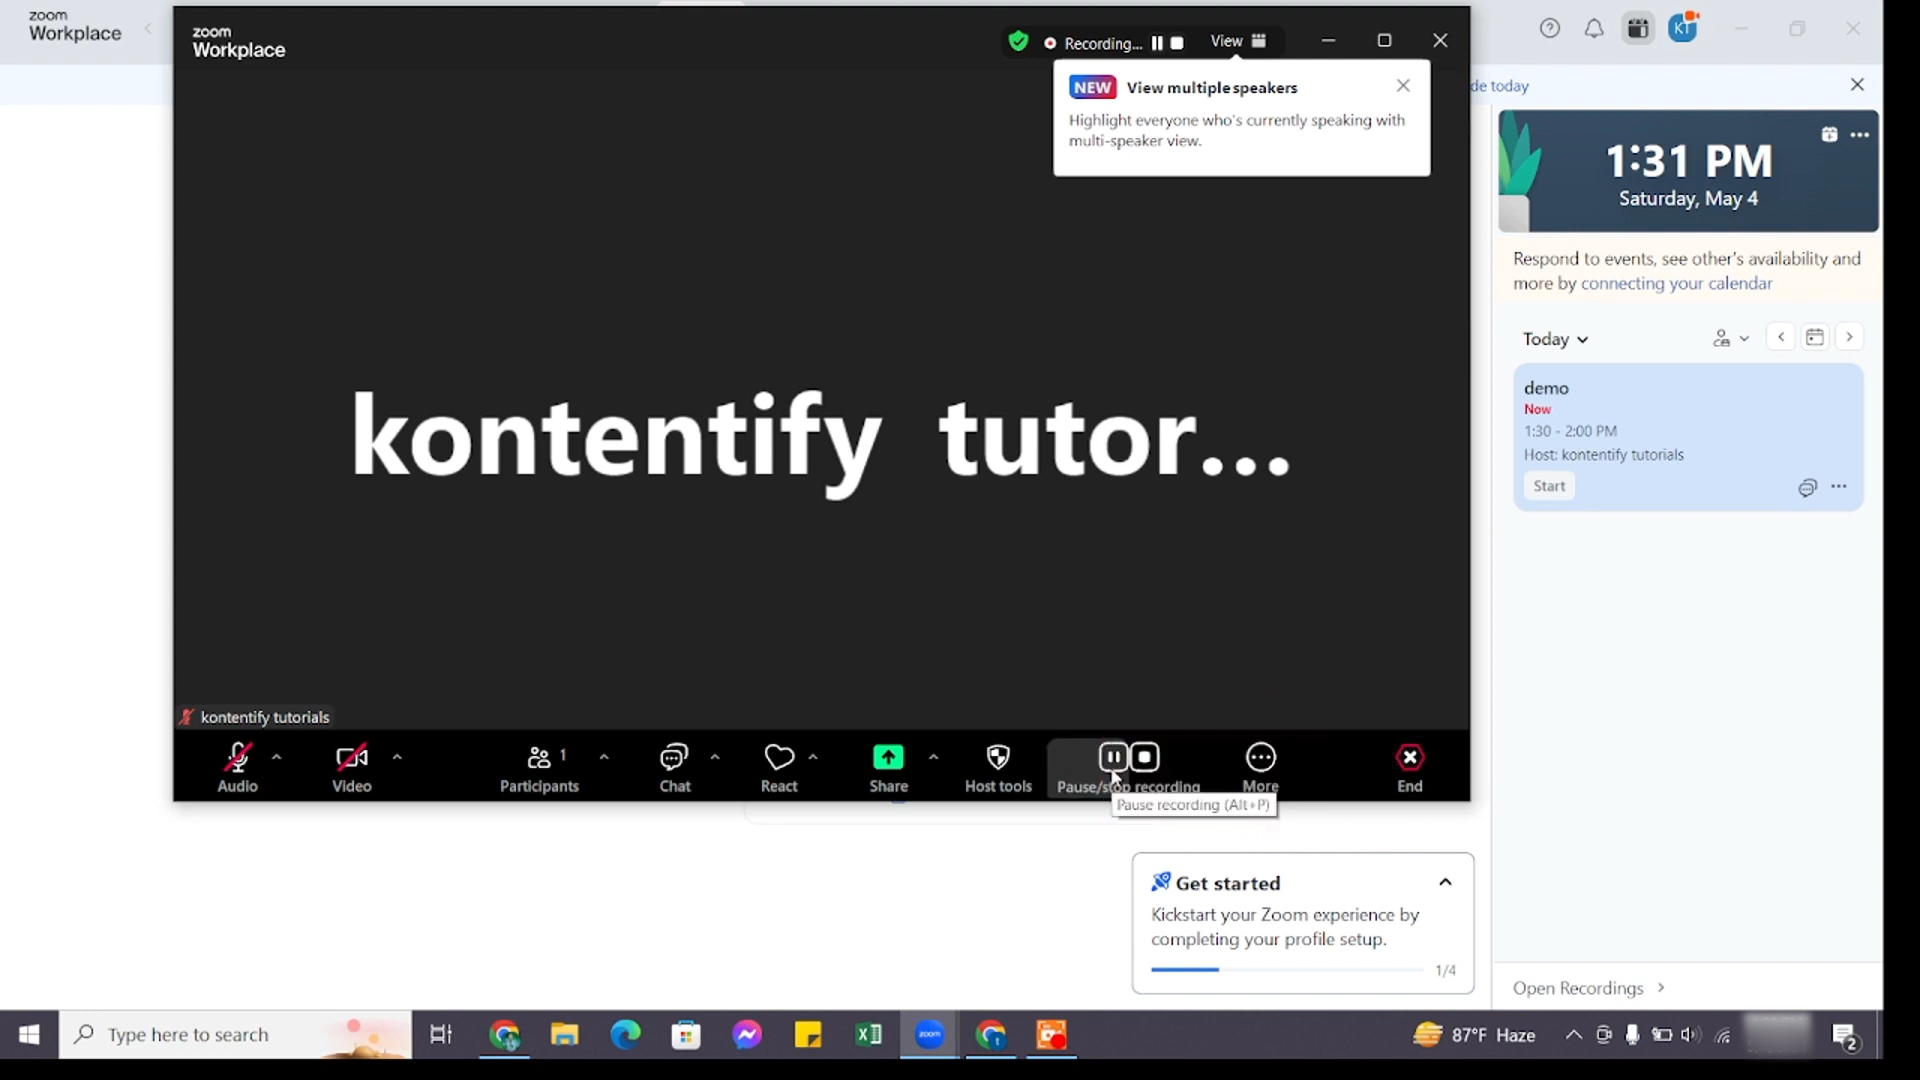 zoom
Workplace
zoom
Workplace
Recording...
View
NEW View multiple speakers
Highlight everyone who's currently speaking with
multi-speaker view.
KT
de today
1:31 PM
Saturday, May 4
Respond to events, see other's availability and
more by connecting your calendar
Today
demo
Now
1:30 - 2:00 PM
Host: kontentify tutorials
Start
kontentify tutor...
kontentify tutorials
Audio
Video
1
Participants
Chat
React
Share
Host tools
Pause/stop recording
More
End
Pause recording (Alt+P)
Get started
Kickstart your Zoom experience by
completing your profile setup.
1/4
Open Recordings
Type here to search
zoom
87°F Haze
2